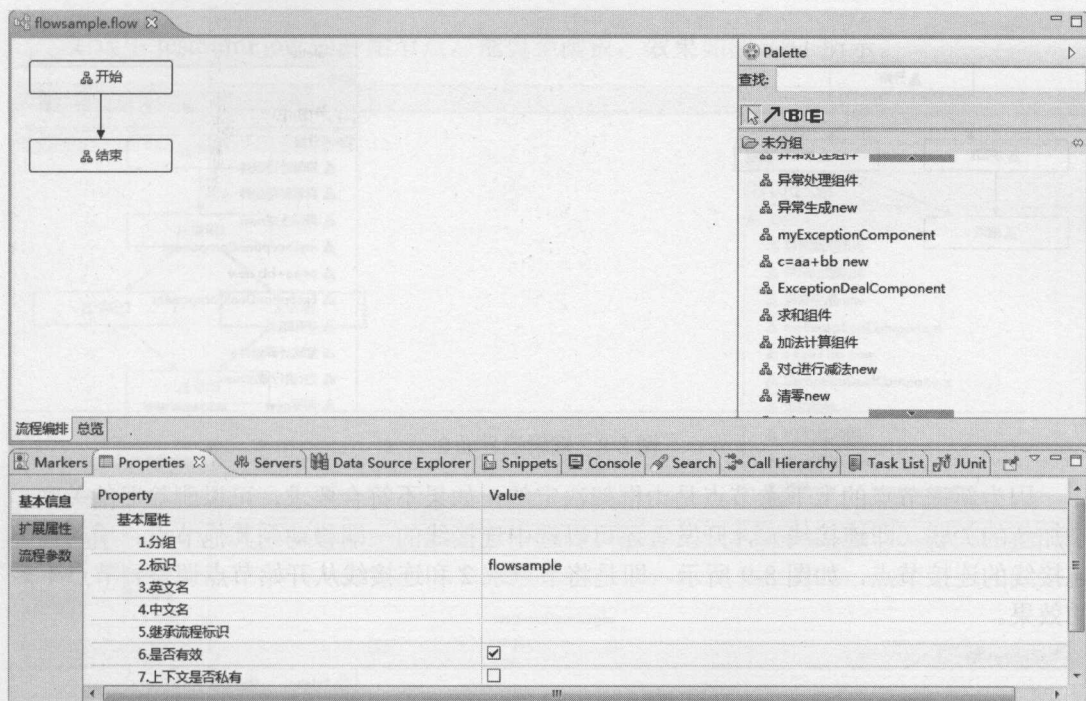 flowsample.flow
开始
结束
Palette
查找:
B E
未分组
异常处理组件
异常处理组件
异常生成new
myExceptionComponent
c=aa+bb new
ExceptionDealComponent
求和组件
加法计算组件
对c进行减法new
清零new
流程编排 总览
Markers Properties Servers Data Source Explorer Snippets Console Search Call Hierarchy Task List JUnit
基本信息
扩展属性
流程参数
Property Value
基本属性
1.分组
2.标识 flowsample
3.英文名
4.中文名
5.继承流程标识
6.是否有效
7.上下文是否私有